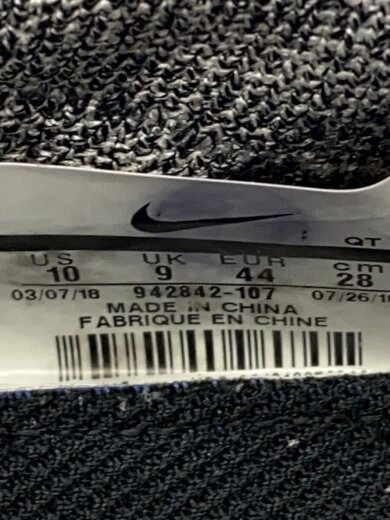 QT
US UK EUR cm
10 9 44 28
03/07/18 942842-107 07/26/1
MADE IN CHINA
FABRIQUE EN CHINE